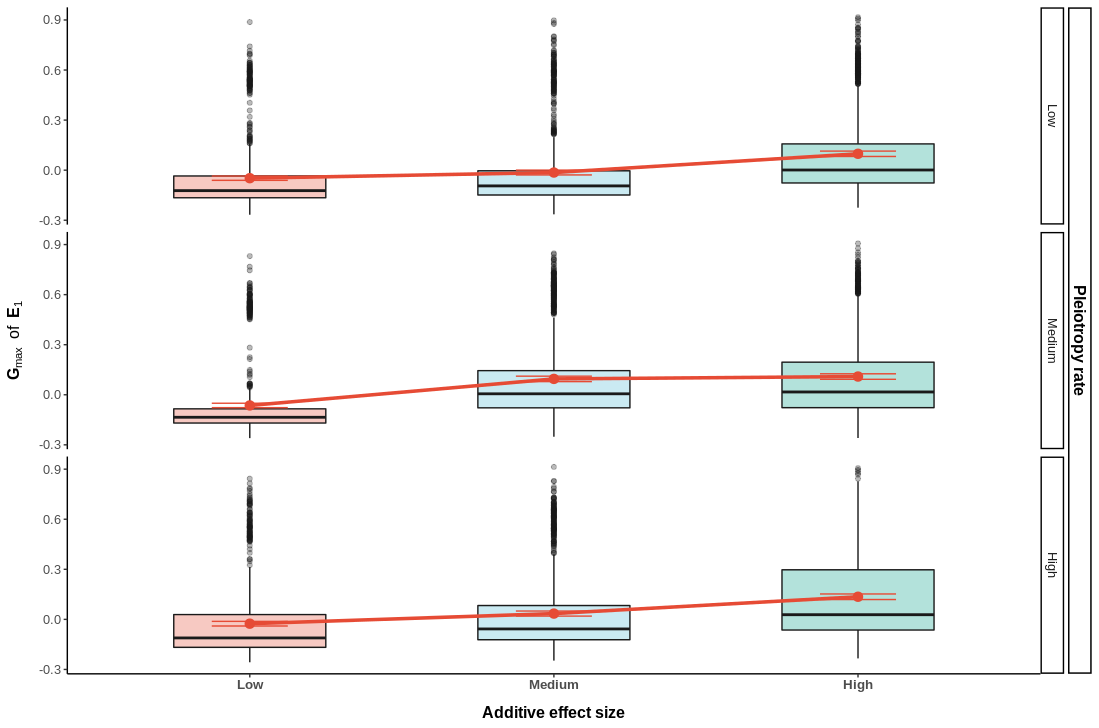 0.9
0.6
0.3
0.0
-0.3
Low
0.9
0.6
0.3
0.0
-0.3
Medium
0.9
0.6
0.3
0.0
-0.3
High
Pleiotropy rate
Gmax of E1
Low Medium High
Additive effect size